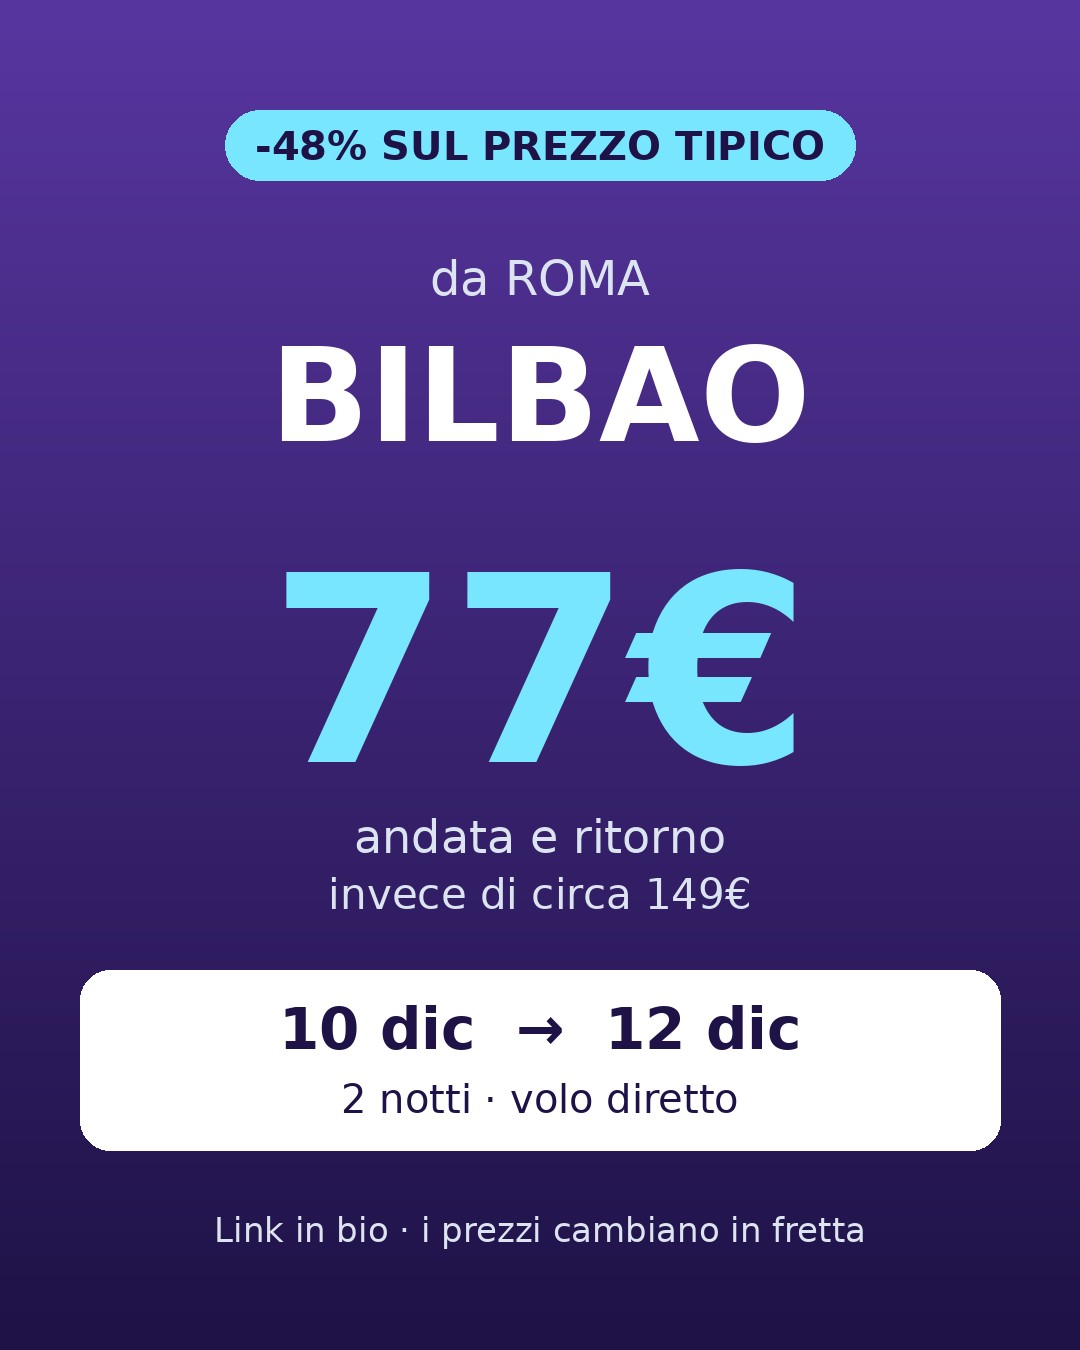 -48% SUL PREZZO TIPICO
da ROMA
BILBAO
77€
andata e ritorno
invece di circa 149€
10 dic → 12 dic
2 notti · volo diretto
Link in bio · i prezzi cambiano in fretta